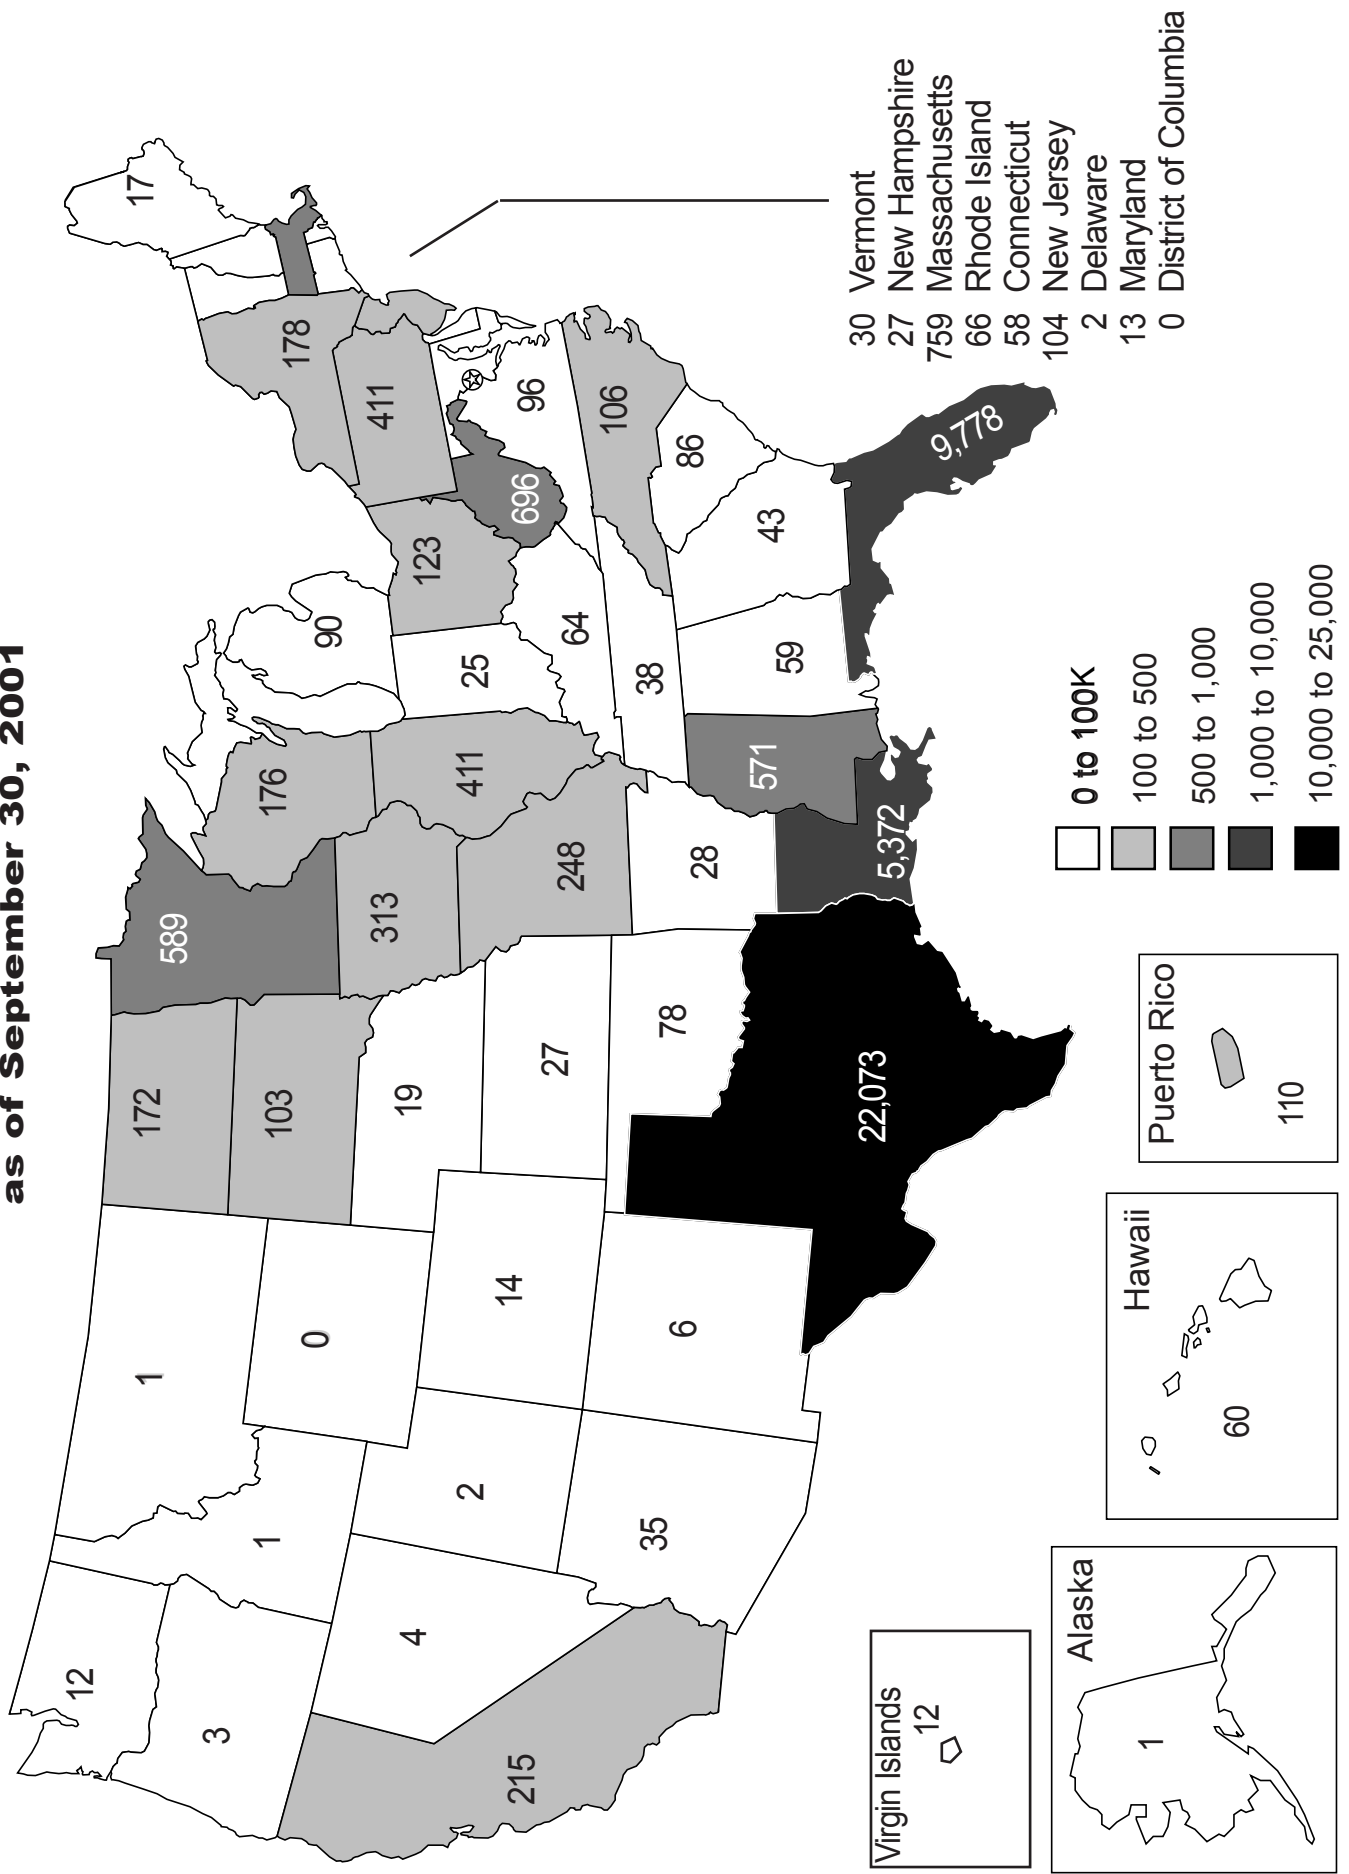 as of September 30, 2001
12
3
215
4
1
1
0
2
35
14
6
172
103
19
27
78
22,073
589
313
248
28
5,372
176
411
571
90
25
123
64
38
59
43
9,778
86
106
96
696
411
178
17
30 Vermont
27 New Hampshire
759 Massachusetts
66 Rhode Island
58 Connecticut
104 New Jersey
2 Delaware
13 Maryland
0 District of Columbia
0 to 100K
100 to 500
500 to 1,000
1,000 to 10,000
10,000 to 25,000
Virgin Islands
12
Alaska
1
Hawaii
60
Puerto Rico
110